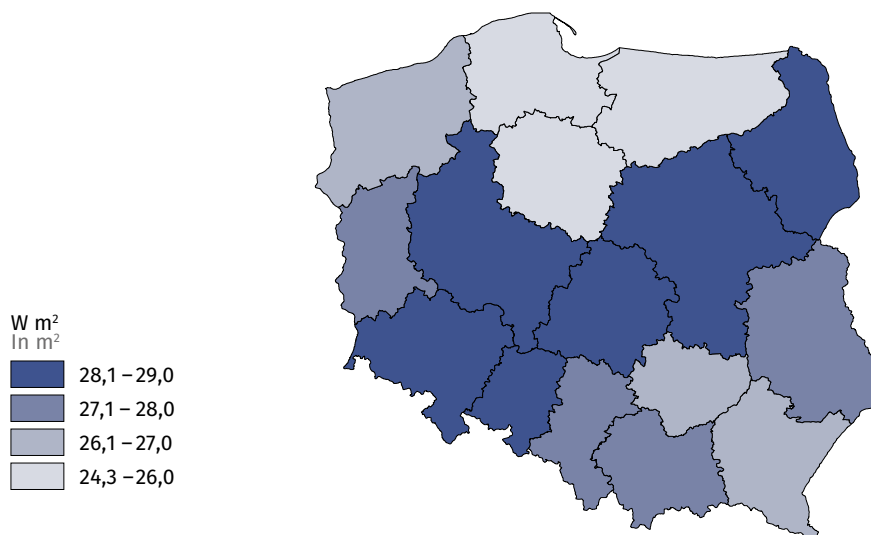 W m²
In m²
28,1 – 29,0
27,1 – 28,0
26,1 – 27,0
24,3 – 26,0